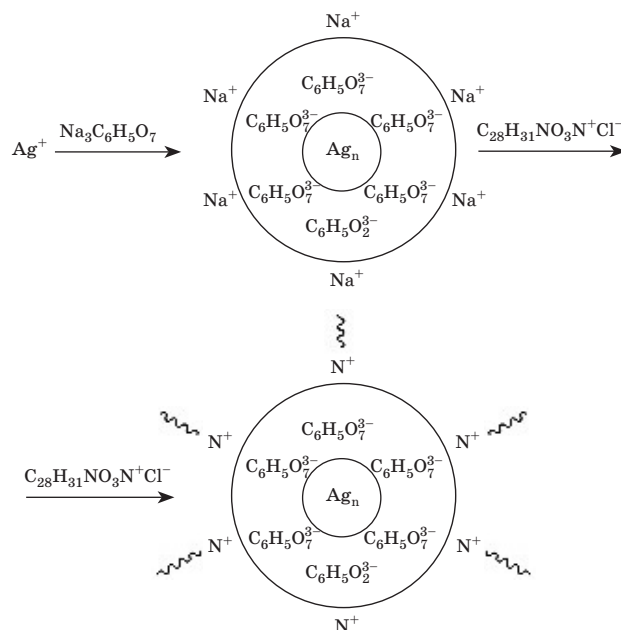 Na⁺
C₆H₅O₇³⁻
Na⁺ Na⁺
C₆H₅O₇³⁻ C₆H₅O₇³⁻
Ag⁺ Na₃C₆H₅O₇ Agₙ C₂₈H₃₁NO₃N⁺Cl⁻
C₆H₅O₇³⁻ C₆H₅O₇³⁻
Na⁺ Na⁺
C₆H₅O₂³⁻
Na⁺
N⁺
C₆H₅O₇³⁻
N⁺ N⁺
C₆H₅O₇³⁻ C₆H₅O₇³⁻
C₂₈H₃₁NO₃N⁺Cl⁻ Agₙ
C₆H₅O₇³⁻ C₆H₅O₇³⁻
N⁺ N⁺
C₆H₅O₂³⁻
N⁺